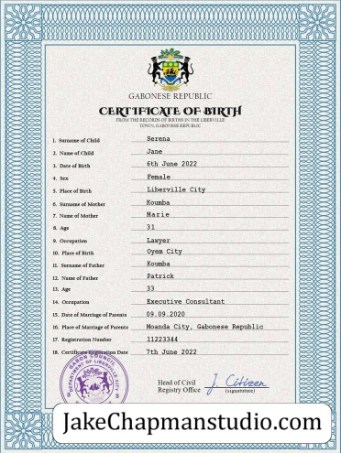 GABONESE REPUBLIC
CERTIFICATE OF BIRTH
FROM THE RECORDS OF BIRTHS IN THE LIBERVILLE
TOWN, GABONESE REPUBLIC
1. Surname of Child Serena
2. Name of Child Jane
3. Date of Birth 6th June 2022
4. Sex Female
5. Place of Birth Liberville City
6. Surname of Mother Koumba
7. Name of Mother Marie
8. Age 31
9. Occupation Lawyer
10. Place of Birth Oyem City
11. Surname of Father Koumba
12. Name of Father Patrick
13. Age 33
14. Occupation Executive Consultant
15. Date of Marriage of Parents 09.09.2020
16. Place of Marriage of Parents Moanda City, Gabonese Republic
17. Registration Number 11223344
18. Certificate Registration Date 7th June 2022
Head of Civil
Registry Office J. Citizen
(signature)
JakeChapmanstudio.com